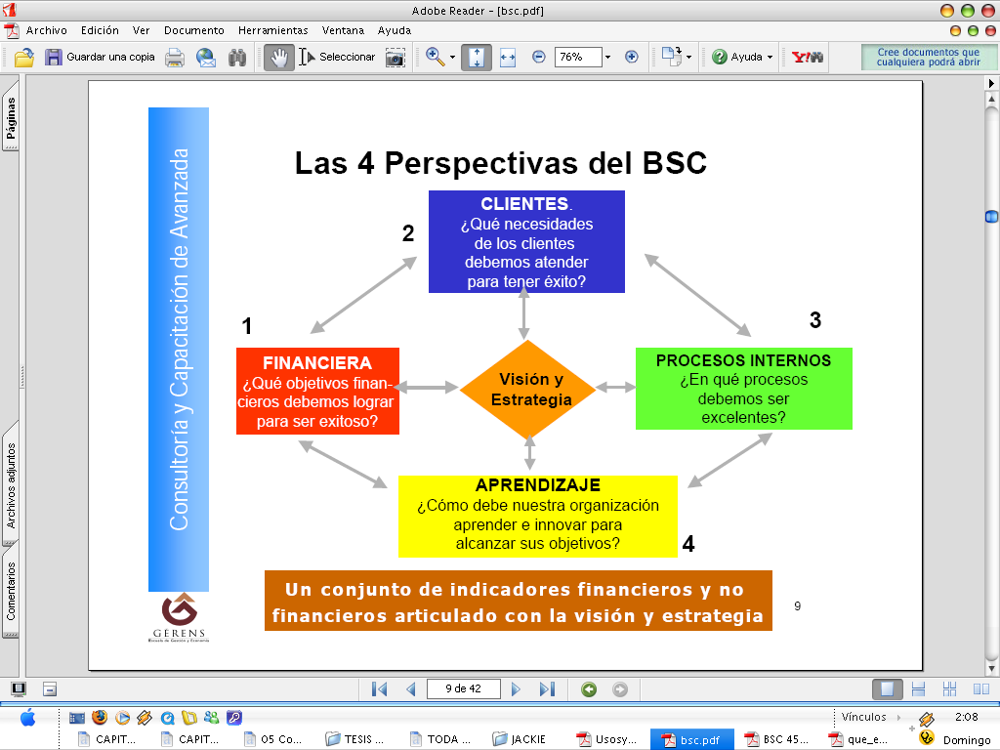 Adobe Reader - [bsc.pdf]
Archivo Edición Ver Documento Herramientas Ventana Ayuda
Guardar una copia Seleccionar 76% Ayuda Y! Cree documentos que
cualquiera podrá abrir
Páginas
Archivos adjuntos
Comentarios
Consultoría y Capacitación de Avanzada
Las 4 Perspectivas del BSC
2
CLIENTES.
¿Qué necesidades
de los clientes
debemos atender
para tener éxito?
1
FINANCIERA
¿Qué objetivos finan-
cieros debemos lograr
para ser exitoso?
Visión y
Estrategia
3
PROCESOS INTERNOS
¿En qué procesos
debemos ser
excelentes?
APRENDIZAJE
¿Cómo debe nuestra organización
aprender e innovar para
alcanzar sus objetivos?
4
Un conjunto de indicadores financieros y no
financieros articulado con la visión y estrategia
9
GERENS
Escuela de Gestión y Economía
9 de 42
Vínculos 2:08
CAPIT... CAPIT... 05 Co... TESIS ... TODA ... JACKIE Usosy... bsc.pdf BSC 45... que_e... Domingo